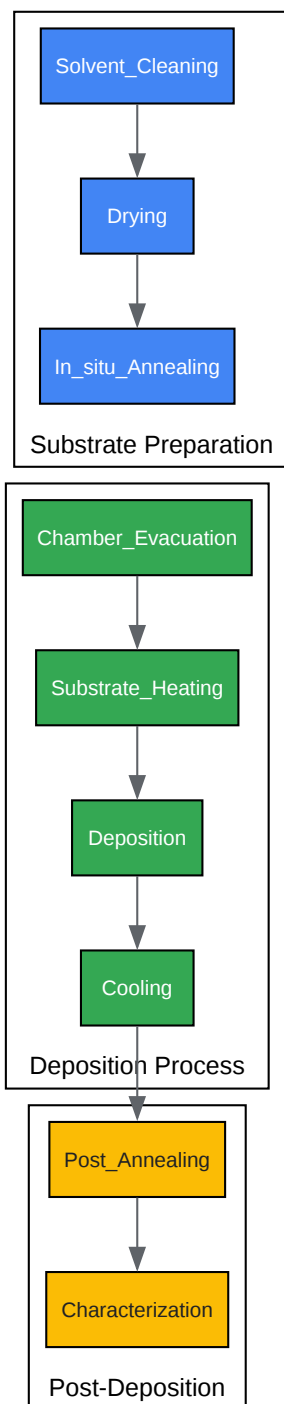 Solvent_Cleaning
Drying
In_situ_Annealing
Substrate Preparation
Chamber_Evacuation
Substrate_Heating
Deposition
Cooling
Deposition Process
Post_Annealing
Characterization
Post-Deposition